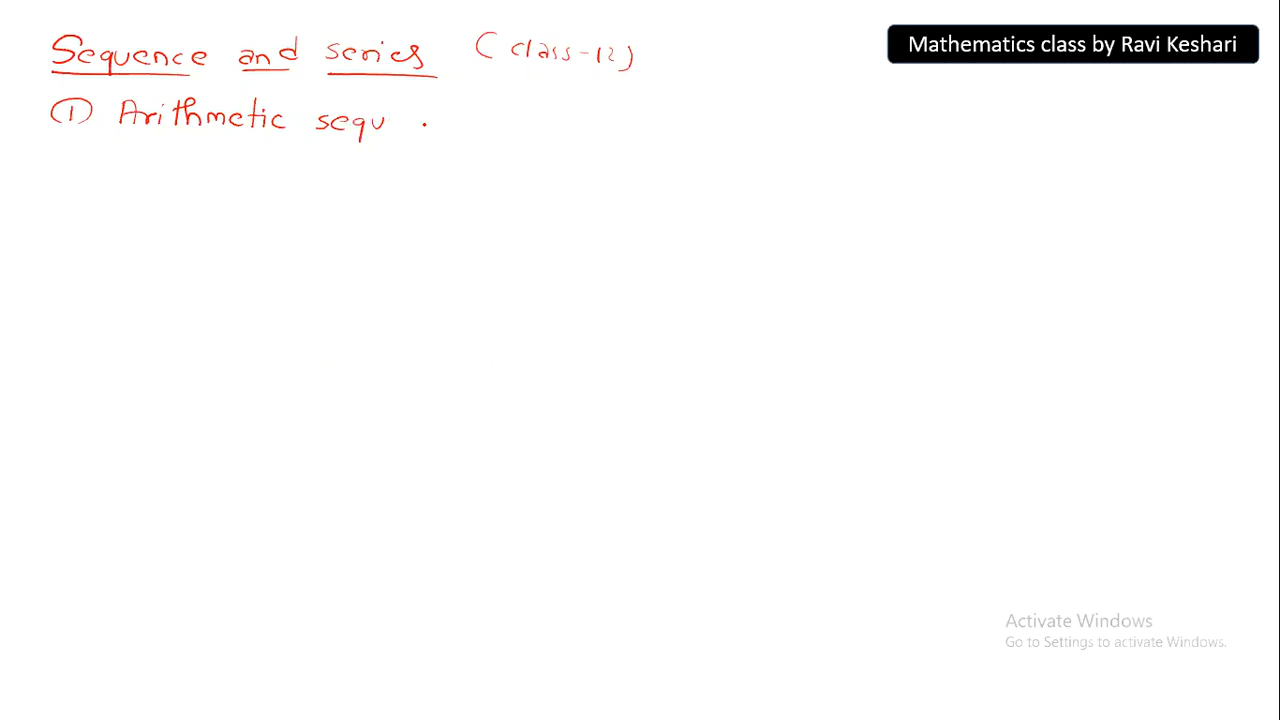 Sequence and series (class-12)
Mathematics class by Ravi Keshari
① Arithmetic sequ .
Activate Windows
Go to Settings to activate Windows.